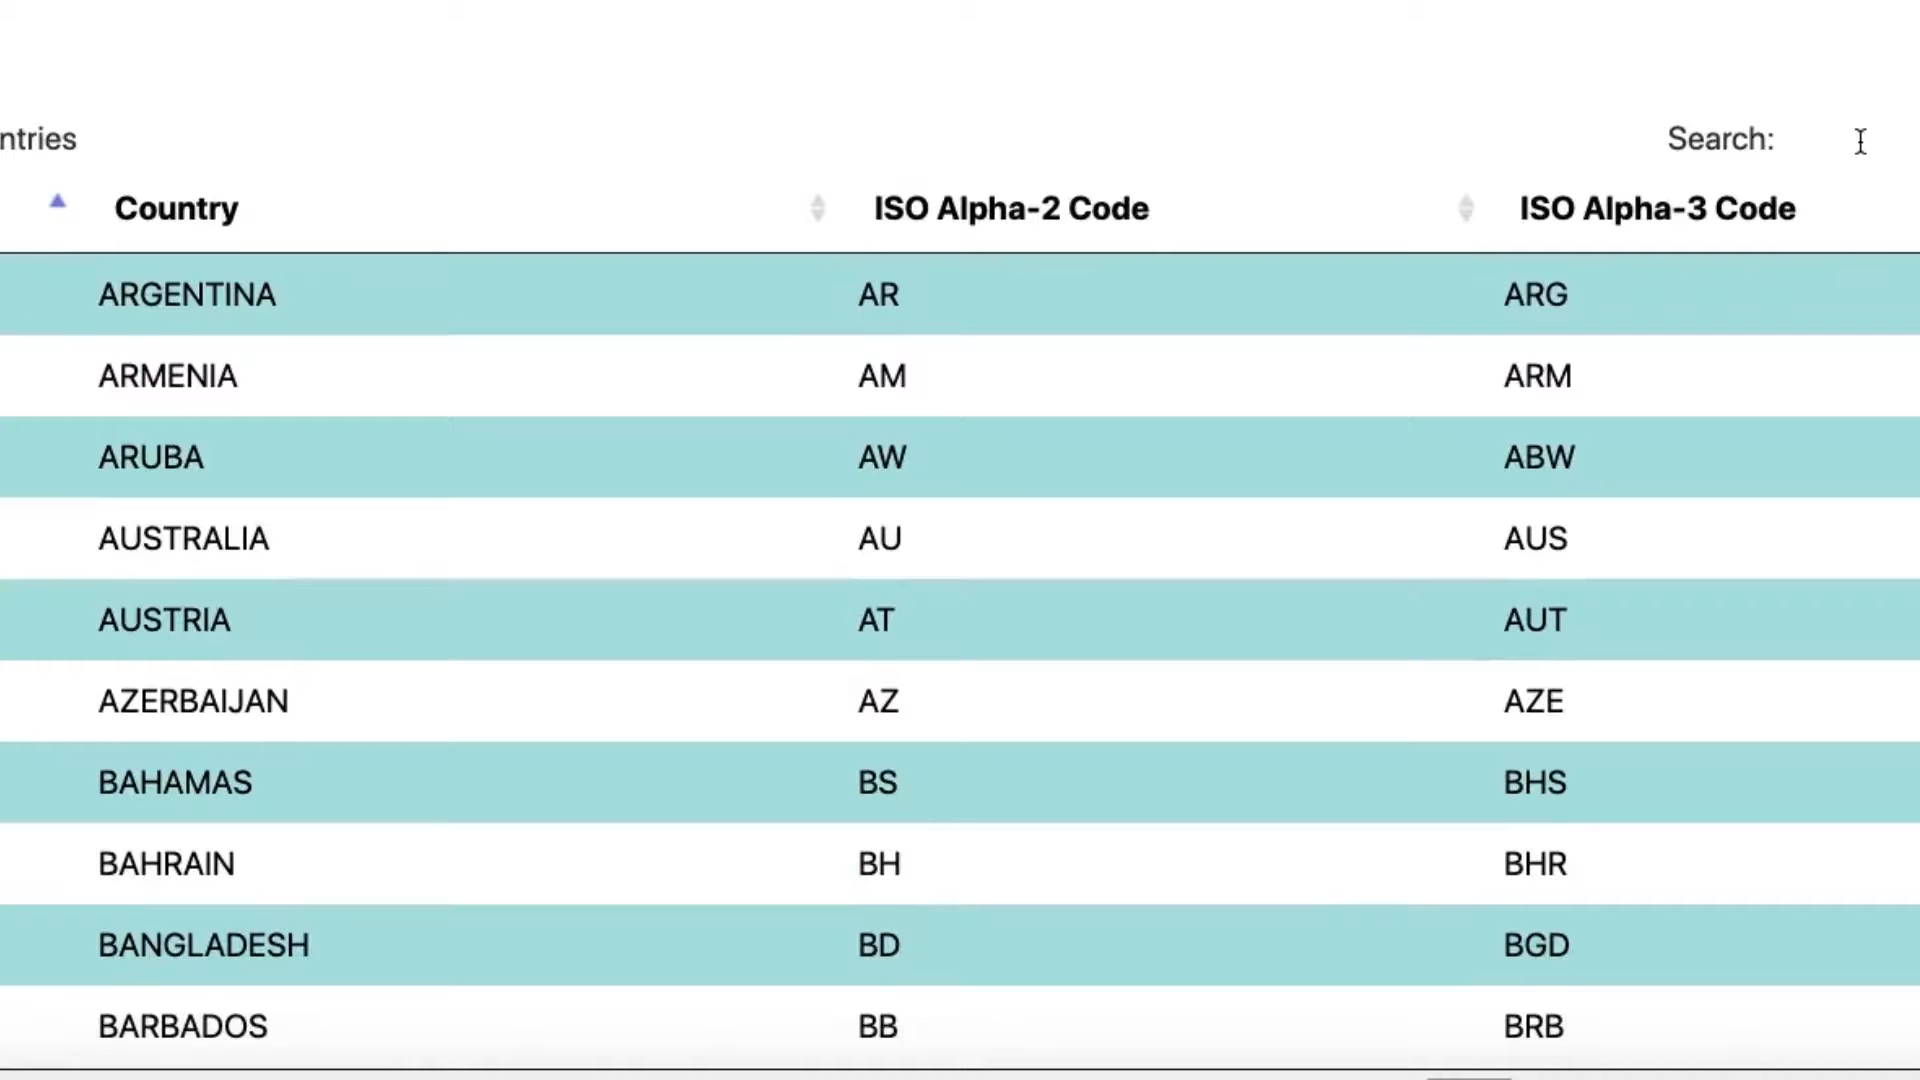 ntries Search:
Country ISO Alpha-2 Code ISO Alpha-3 Code
ARGENTINA AR ARG
ARMENIA AM ARM
ARUBA AW ABW
AUSTRALIA AU AUS
AUSTRIA AT AUT
AZERBAIJAN AZ AZE
BAHAMAS BS BHS
BAHRAIN BH BHR
BANGLADESH BD BGD
BARBADOS BB BRB